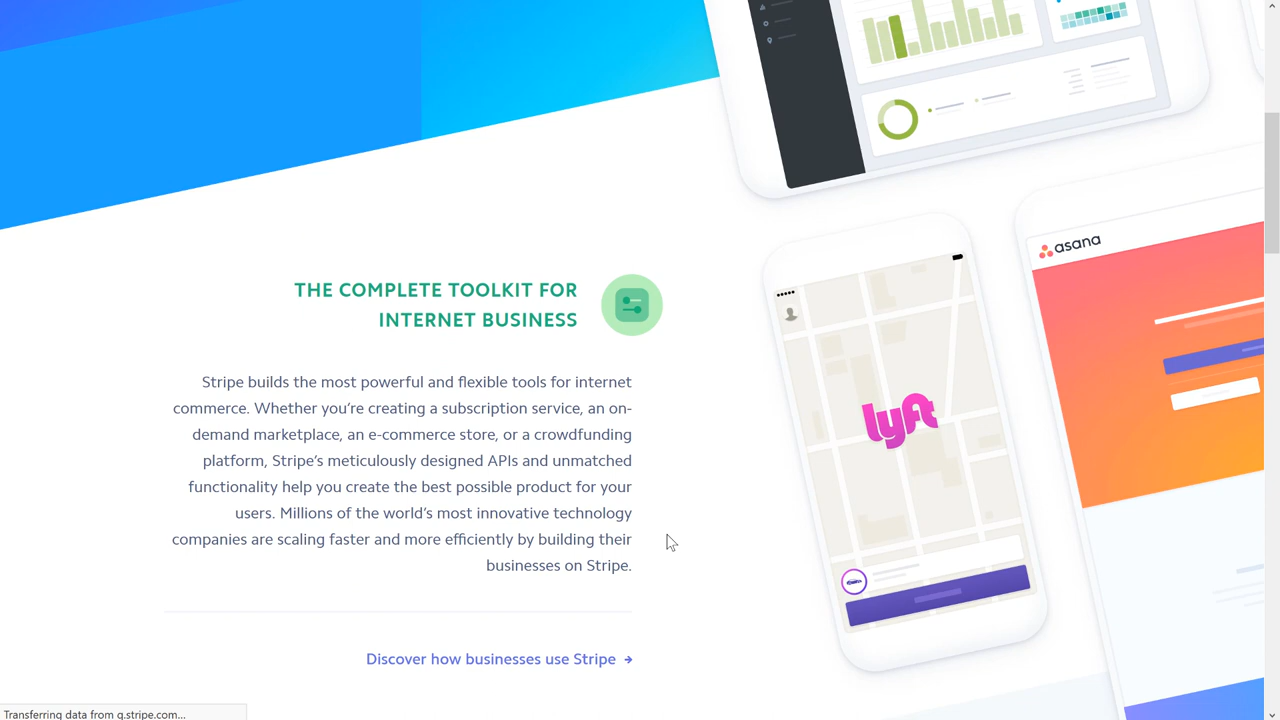 asana
THE COMPLETE TOOLKIT FOR
INTERNET BUSINESS
Stripe builds the most powerful and flexible tools for internet
commerce. Whether you’re creating a subscription service, an on-
demand marketplace, an e-commerce store, or a crowdfunding
platform, Stripe’s meticulously designed APIs and unmatched
functionality help you create the best possible product for your
users. Millions of the world’s most innovative technology
companies are scaling faster and more efficiently by building their
businesses on Stripe.
lyft
Discover how businesses use Stripe →
Transferring data from q.stripe.com...